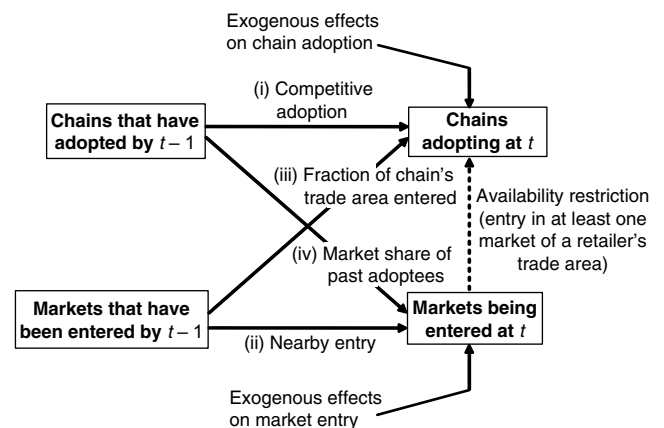 Exogenous effects
on chain adoption
(i) Competitive
adoption
Chains that have
adopted by t – 1
Chains
adopting at t
(iii) Fraction of chain's
trade area entered
Availability restriction
(entry in at least one
market of a retailer's
trade area)
(iv) Market share of
past adoptees
Markets that have
been entered by t – 1
Markets being
entered at t
(ii) Nearby entry
Exogenous effects
on market entry